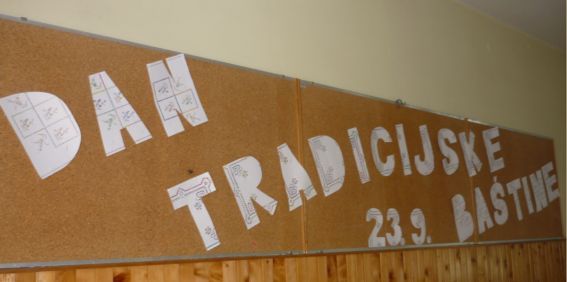 DAN
TRADICIJSKE
23.9. BAŠTINE